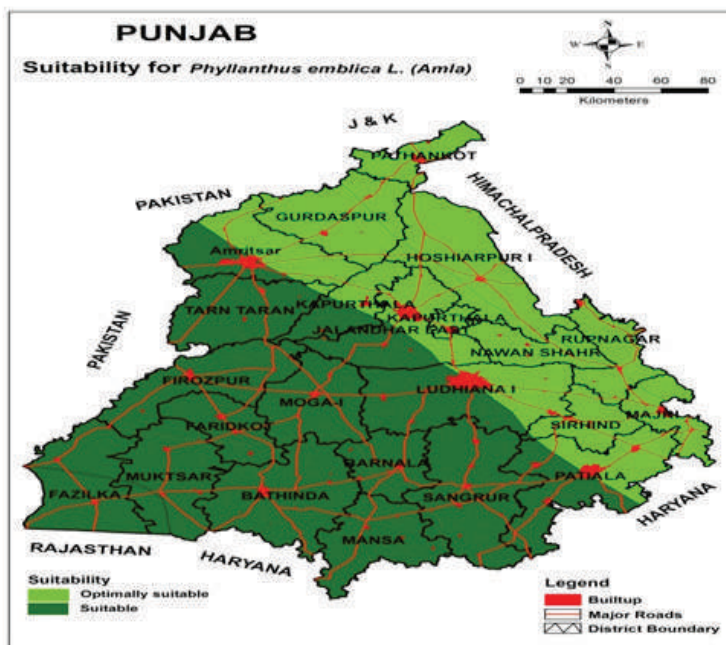 PUNJAB
Suitability for Phyllanthus emblica L. (Amla)
N
W E
S
0 10 20 40 60 80
Kilometers
J & K
PATHANKOT
PAKISTAN
HIMACHALPRADESH
GURDASPUR
Amritsar
HOSHIARPUR I
TARN TARAN
KAPURTHALA
KAPURTHALA
JALANDHAR EAST
PAKISTAN
RUPNAGAR
NAWAN SHAHR
FIROZPUR
MOGA-I
LUDHIANA I
FARIDKOT
SIRHIND
MAJRI
MUKTSAR
BARNALA
PATIALA
FAZILKA
BATHINDA
SANGRUR
MANSA
HARYANA
RAJASTHAN
HARYANA
Suitability
Optimally suitable
Suitable
Legend
Builtup
Major Roads
District Boundary